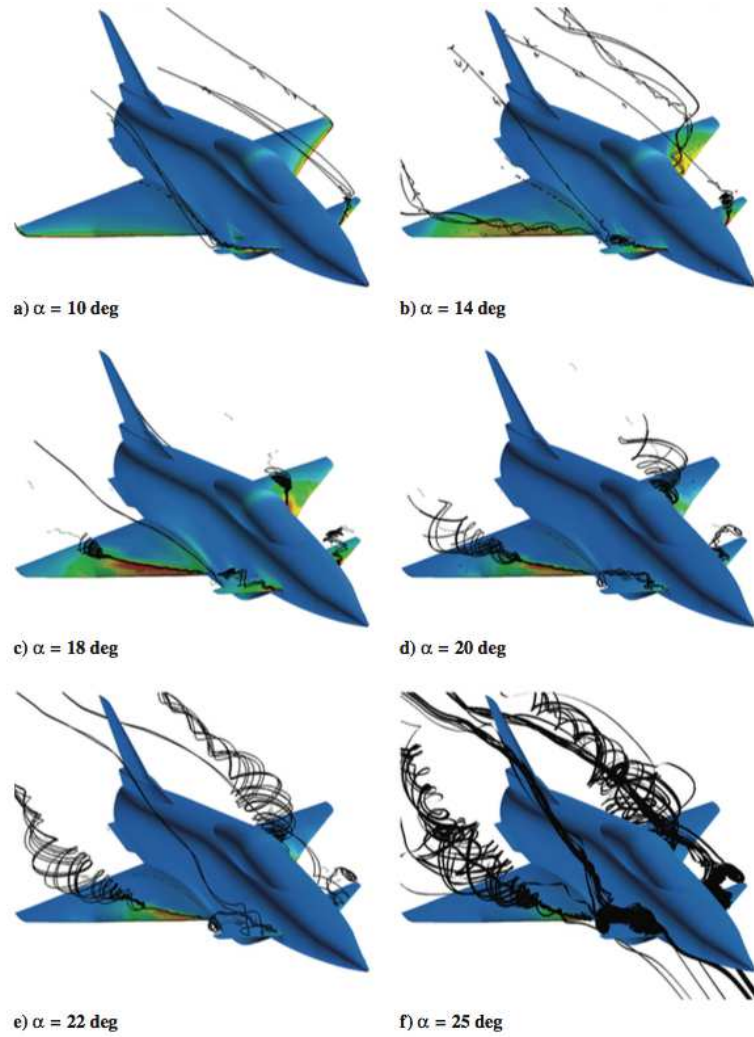 a) α = 10 deg
b) α = 14 deg
c) α = 18 deg
d) α = 20 deg
e) α = 22 deg
f) α = 25 deg